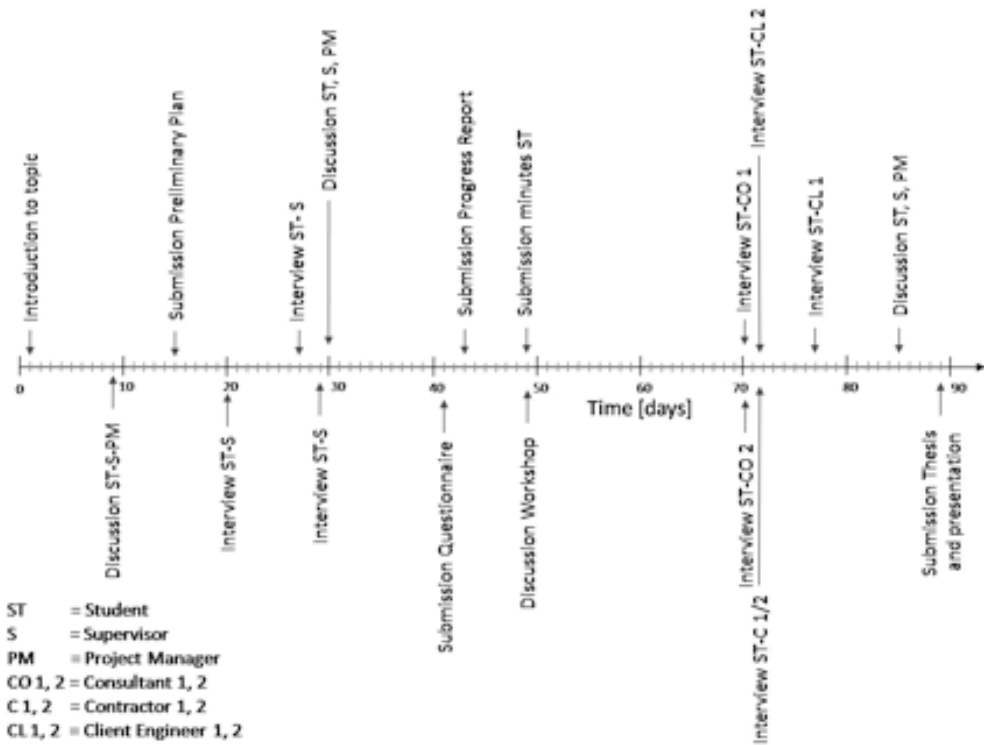 Introduction to topic
Submission Preliminary Plan
Interview ST- S
Discussion ST, S, PM
Submission Progress Report
Submission minutes ST
Interview ST-CO 1
Interview ST-CL 2
Interview ST-CL 1
Discussion ST, S, PM
0 10 20 30 40 50 60 70 80 90
Time [days]
Discussion ST-S-PM
Interview ST-S
Interview ST-S
Submission Questionnaire
Discussion Workshop
Interview ST-CO 2
Interview ST-C 1/2
Submission Thesis
and presentation
ST = Student
S = Supervisor
PM = Project Manager
CO 1, 2 = Consultant 1, 2
C 1, 2 = Contractor 1, 2
CL 1, 2 = Client Engineer 1, 2